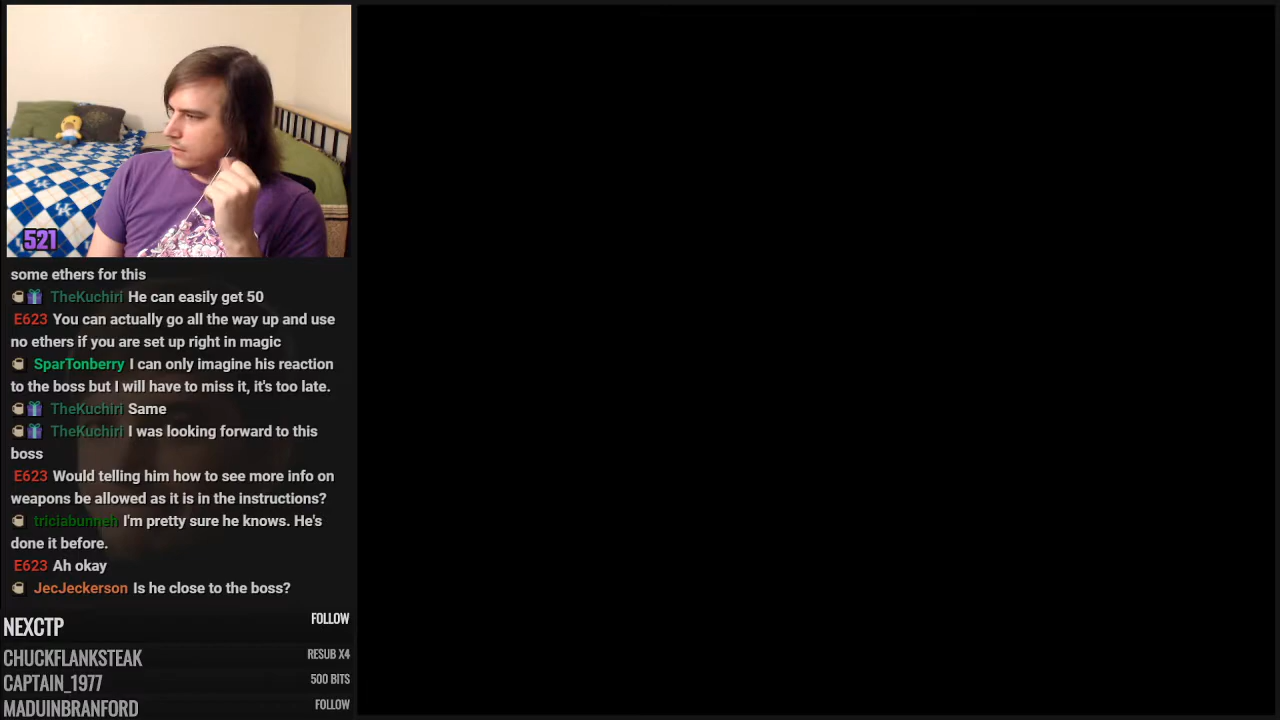 521
some ethers for this
TheKuchiri He can easily get 50
E623 You can actually go all the way up and use
no ethers if you are set up right in magic
SparTonberry I can only imagine his reaction
to the boss but I will have to miss it, it's too late.
TheKuchiri Same
TheKuchiri I was looking forward to this
boss
E623 Would telling him how to see more info on
weapons be allowed as it is in the instructions?
triciabunneh I'm pretty sure he knows. He's
done it before.
E623 Ah okay
JecJeckerson Is he close to the boss?
NEXCTP FOLLOW
CHUCKFLANKSTEAK RESUB X4
CAPTAIN_1977 500 BITS
MADUINBRANFORD FOLLOW